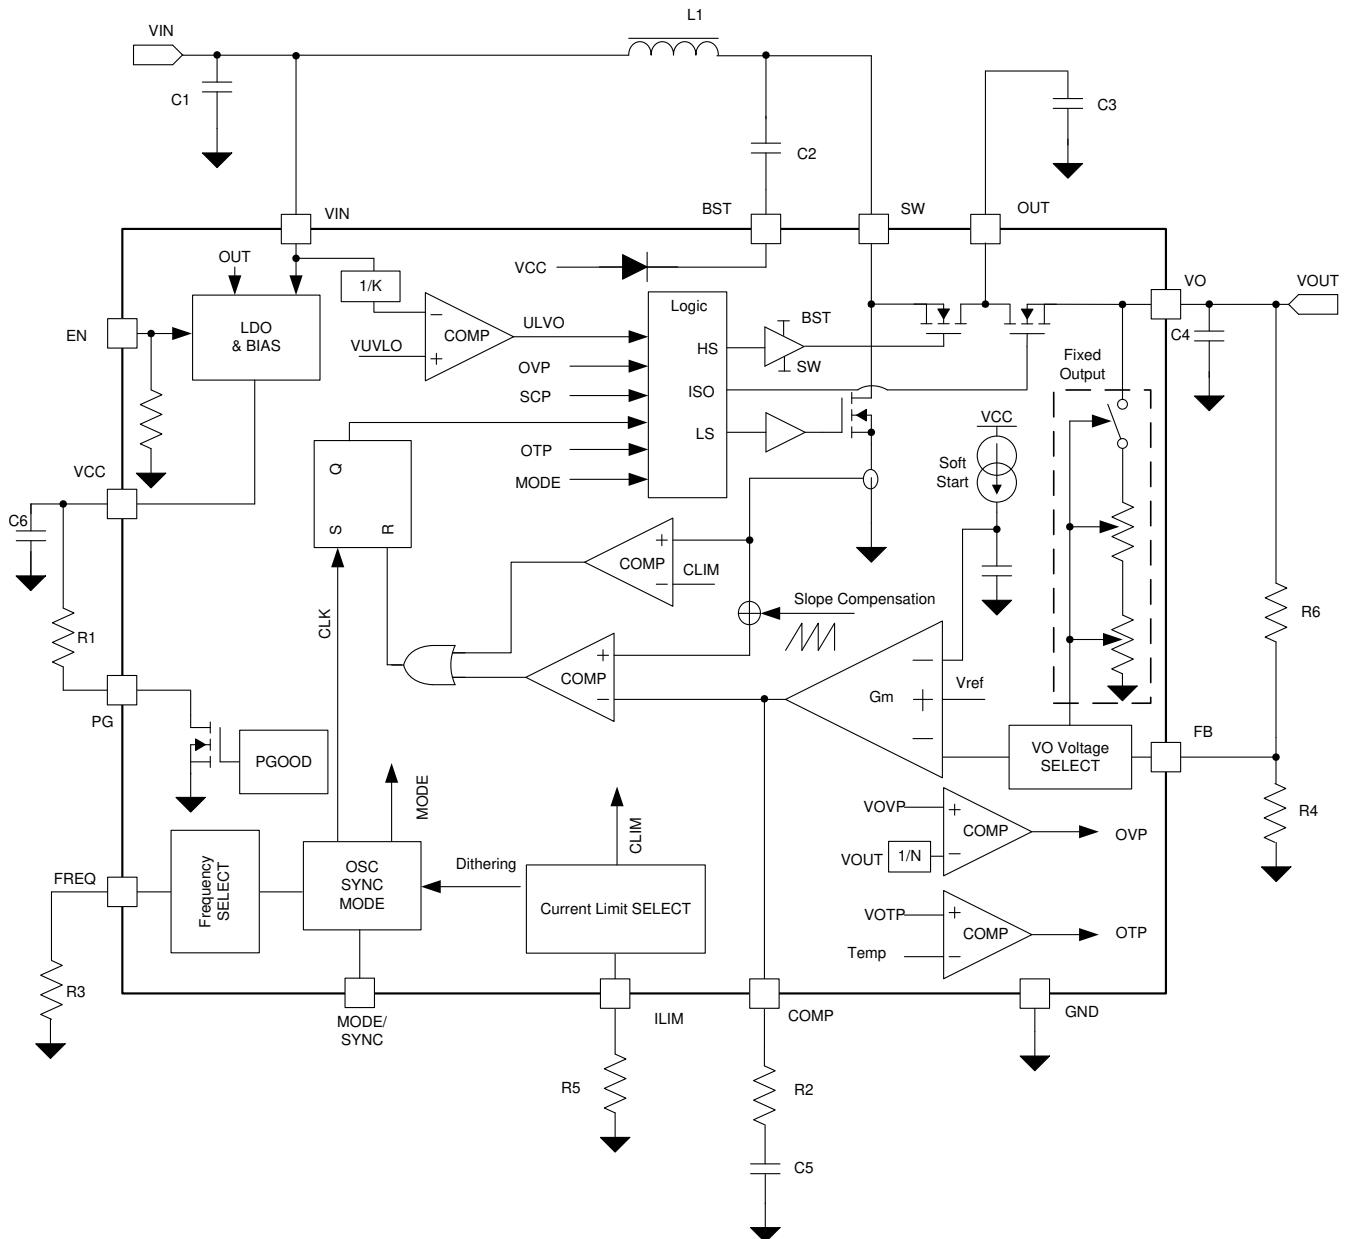 L1
VIN
C1
C2
C3
VIN
BST
SW
OUT
OUT
VCC
1/K
VO
VOUT
EN
LDO
& BIAS
COMP
VUVLO
ULVO
Logic
HS
BST
SW
C4
Fixed
Output
OVP
SCP
ISO
LS
OTP
MODE
VCC
Soft
Start
VCC
Q
S
R
C6
COMP
CLIM
Slope Compensation
R1
CLK
R6
COMP
Gm
Vref
PG
PGOOD
FB
VO Voltage
SELECT
MODE
CLIM
VOVP
COMP
OVP
VOUT
1/N
R4
FREQ
Frequency
SELECT
OSC
SYNC
MODE
Dithering
Current Limit SELECT
VOTP
COMP
OTP
Temp
R3
MODE/
SYNC
ILIM
COMP
GND
R5
R2
C5